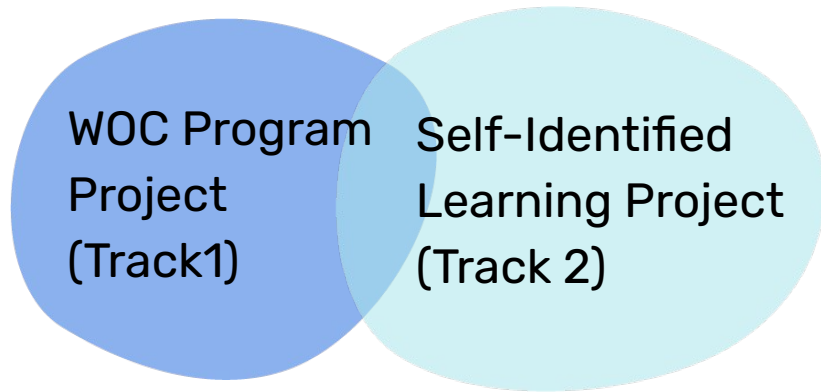 WOC Program
Project
(Track1)
Self-Identified
Learning Project
(Track 2)